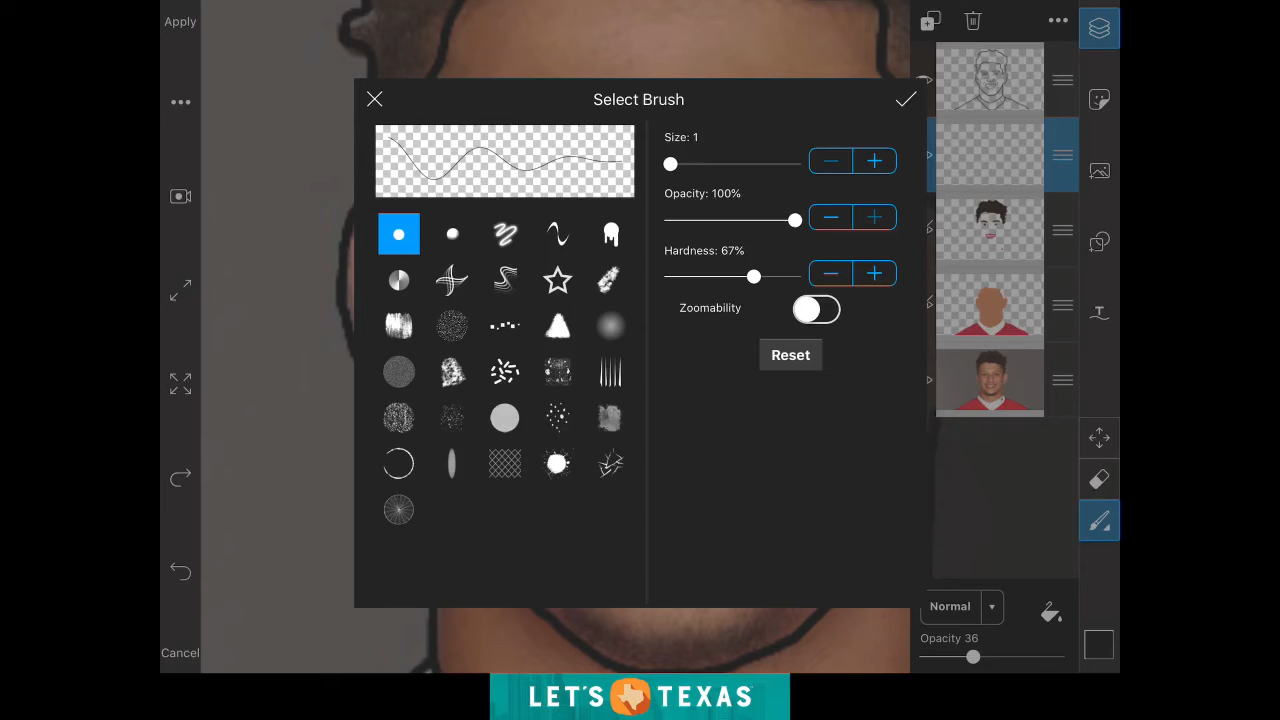 Apply
Select Brush
Size: 1
Opacity: 100%
Hardness: 67%
Zoomability
Reset
Normal
Opacity 36
Cancel
LET'S TEXAS